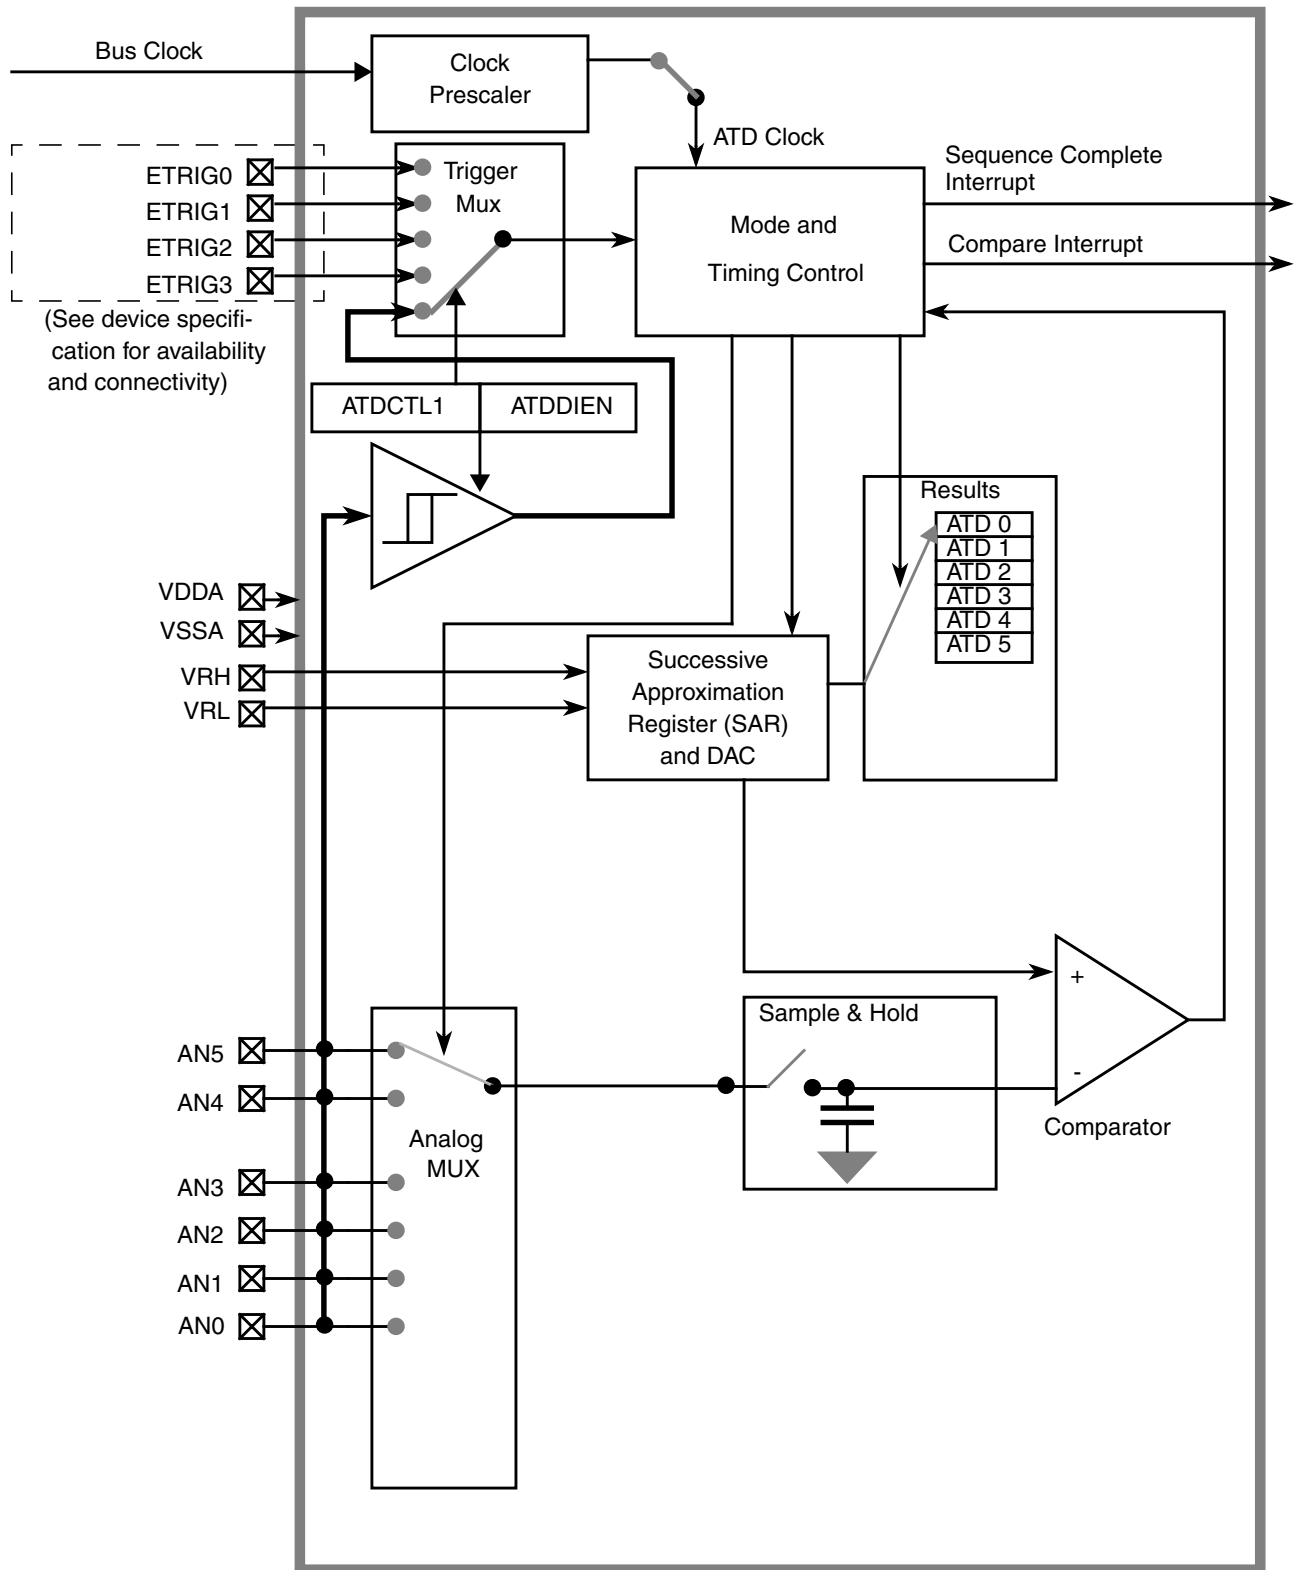 Bus Clock
Clock
Prescaler
ATD Clock
ETRIG0
ETRIG1
ETRIG2
ETRIG3
(See device specifi-
cation for availability
and connectivity)
Trigger
Mux
Mode and
Timing Control
Sequence Complete
Interrupt
Compare Interrupt
ATDCTL1
ATDDIEN
Results
ATD 0
ATD 1
ATD 2
ATD 3
ATD 4
ATD 5
VDDA
VSSA
VRH
VRL
Successive
Approximation
Register (SAR)
and DAC
+
-
Comparator
Sample & Hold
AN5
AN4
AN3
AN2
AN1
AN0
Analog
MUX